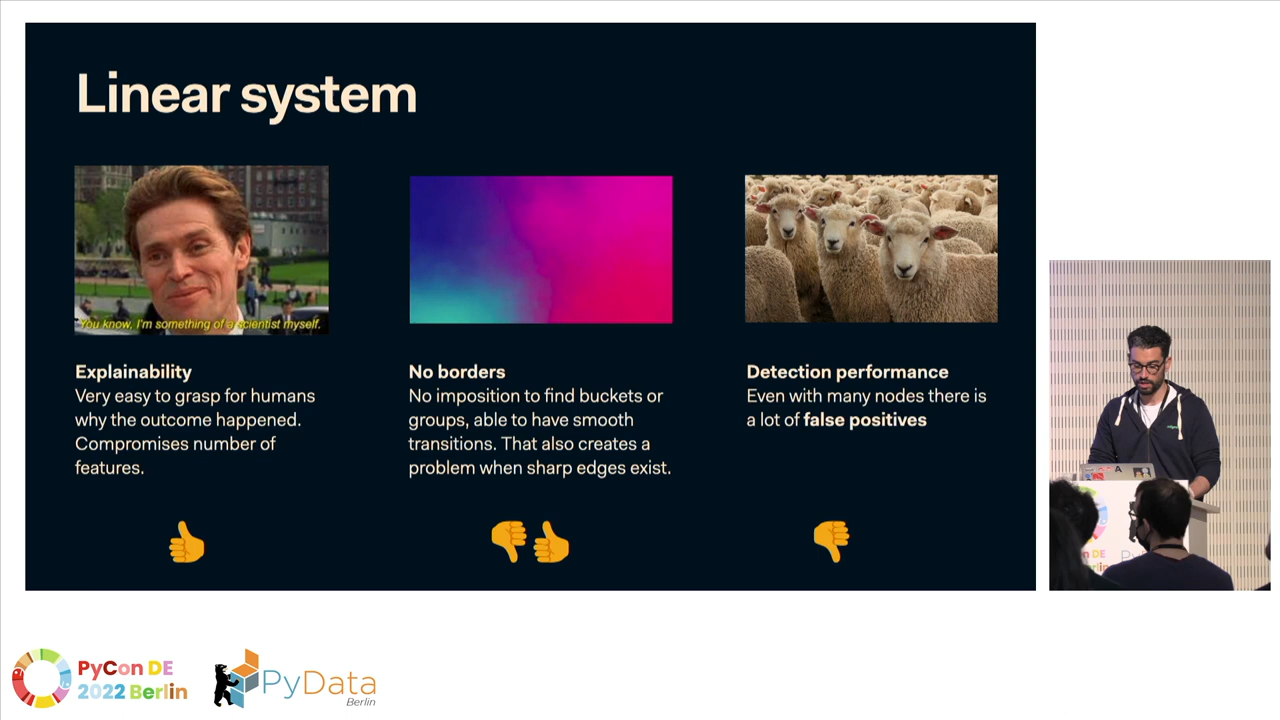 Linear system
You know, I'm something of a scientist myself.
Explainability
Very easy to grasp for humans
why the outcome happened.
Compromises number of
features.
No borders
No imposition to find buckets or
groups, able to have smooth
transitions. That also creates a
problem when sharp edges exist.
Detection performance
Even with many nodes there is
a lot of false positives
PyCon DE
2022 Berlin
PyData
Berlin